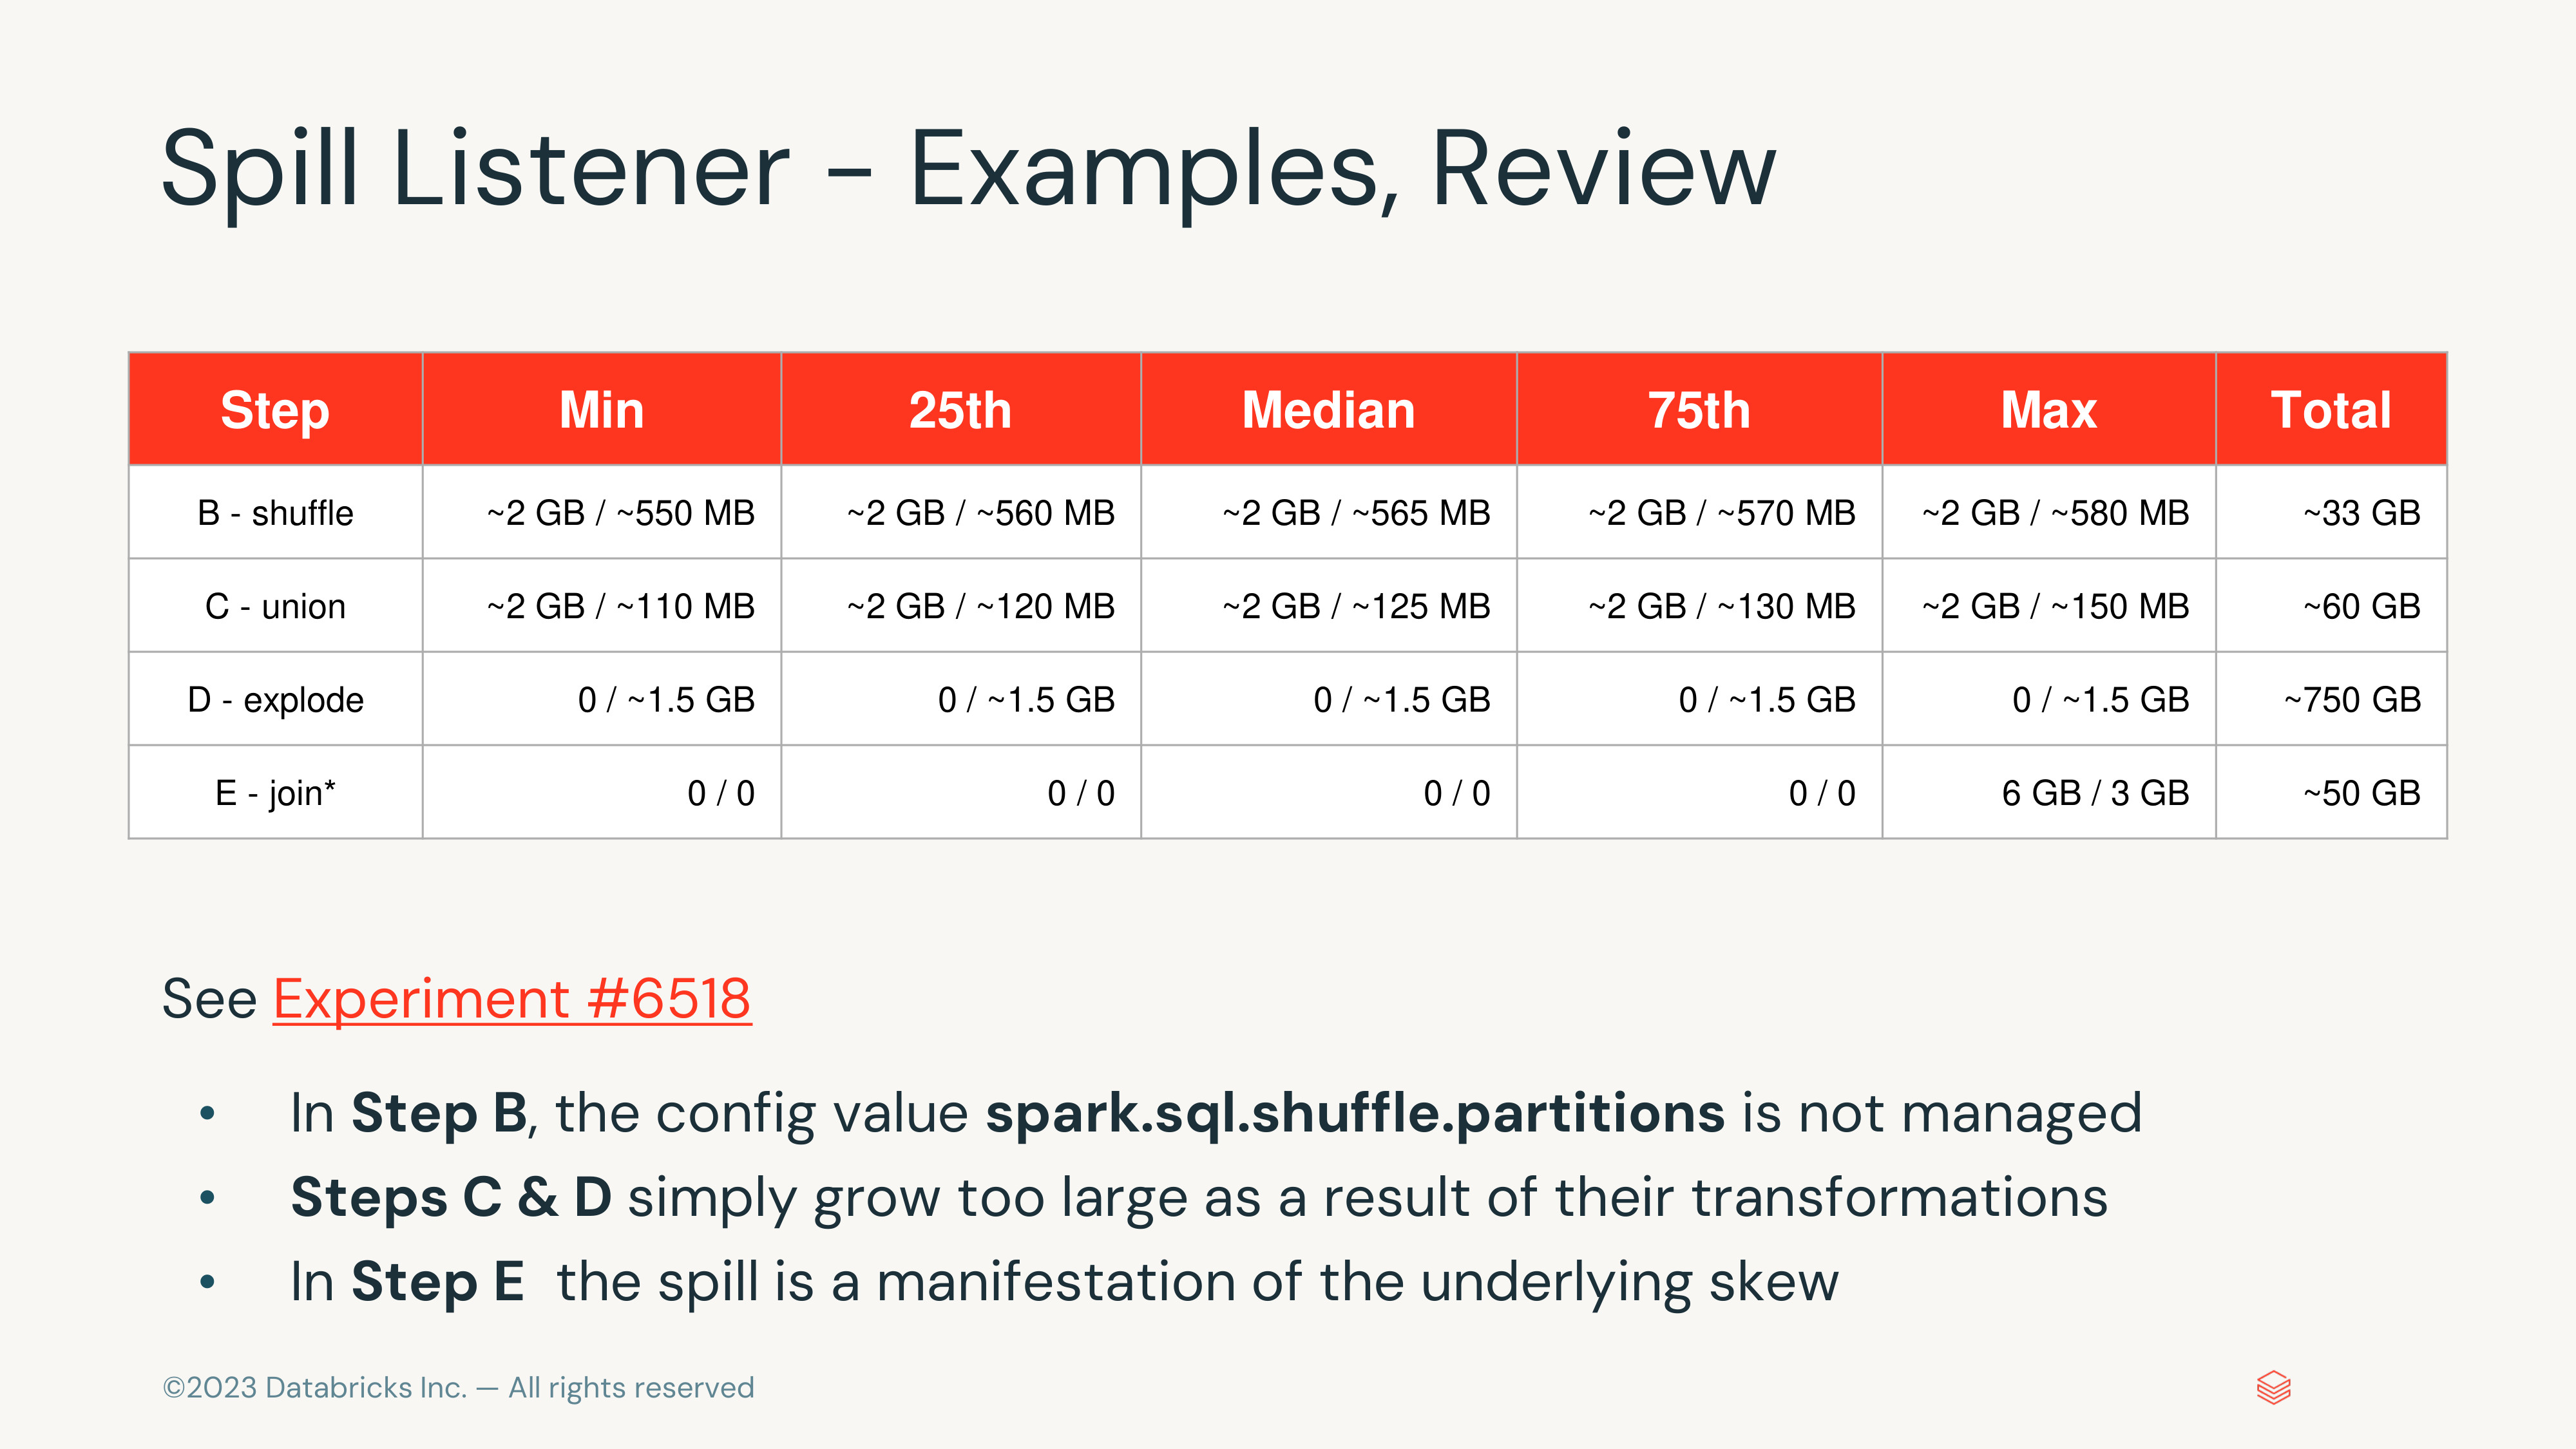 Spill Listener - Examples, Review
Step Min 25th Median 75th Max Total
B - shuffle ~2 GB / ~550 MB ~2 GB / ~560 MB ~2 GB / ~565 MB ~2 GB / ~570 MB ~2 GB / ~580 MB ~33 GB
C - union ~2 GB / ~110 MB ~2 GB / ~120 MB ~2 GB / ~125 MB ~2 GB / ~130 MB ~2 GB / ~150 MB ~60 GB
D - explode 0 / ~1.5 GB 0 / ~1.5 GB 0 / ~1.5 GB 0 / ~1.5 GB 0 / ~1.5 GB ~750 GB
E - join* 0 / 0 0 / 0 0 / 0 0 / 0 6 GB / 3 GB ~50 GB
See Experiment #6518
• In Step B, the config value spark.sql.shuffle.partitions is not managed
• Steps C & D simply grow too large as a result of their transformations
• In Step E the spill is a manifestation of the underlying skew
©2023 Databricks Inc. — All rights reserved